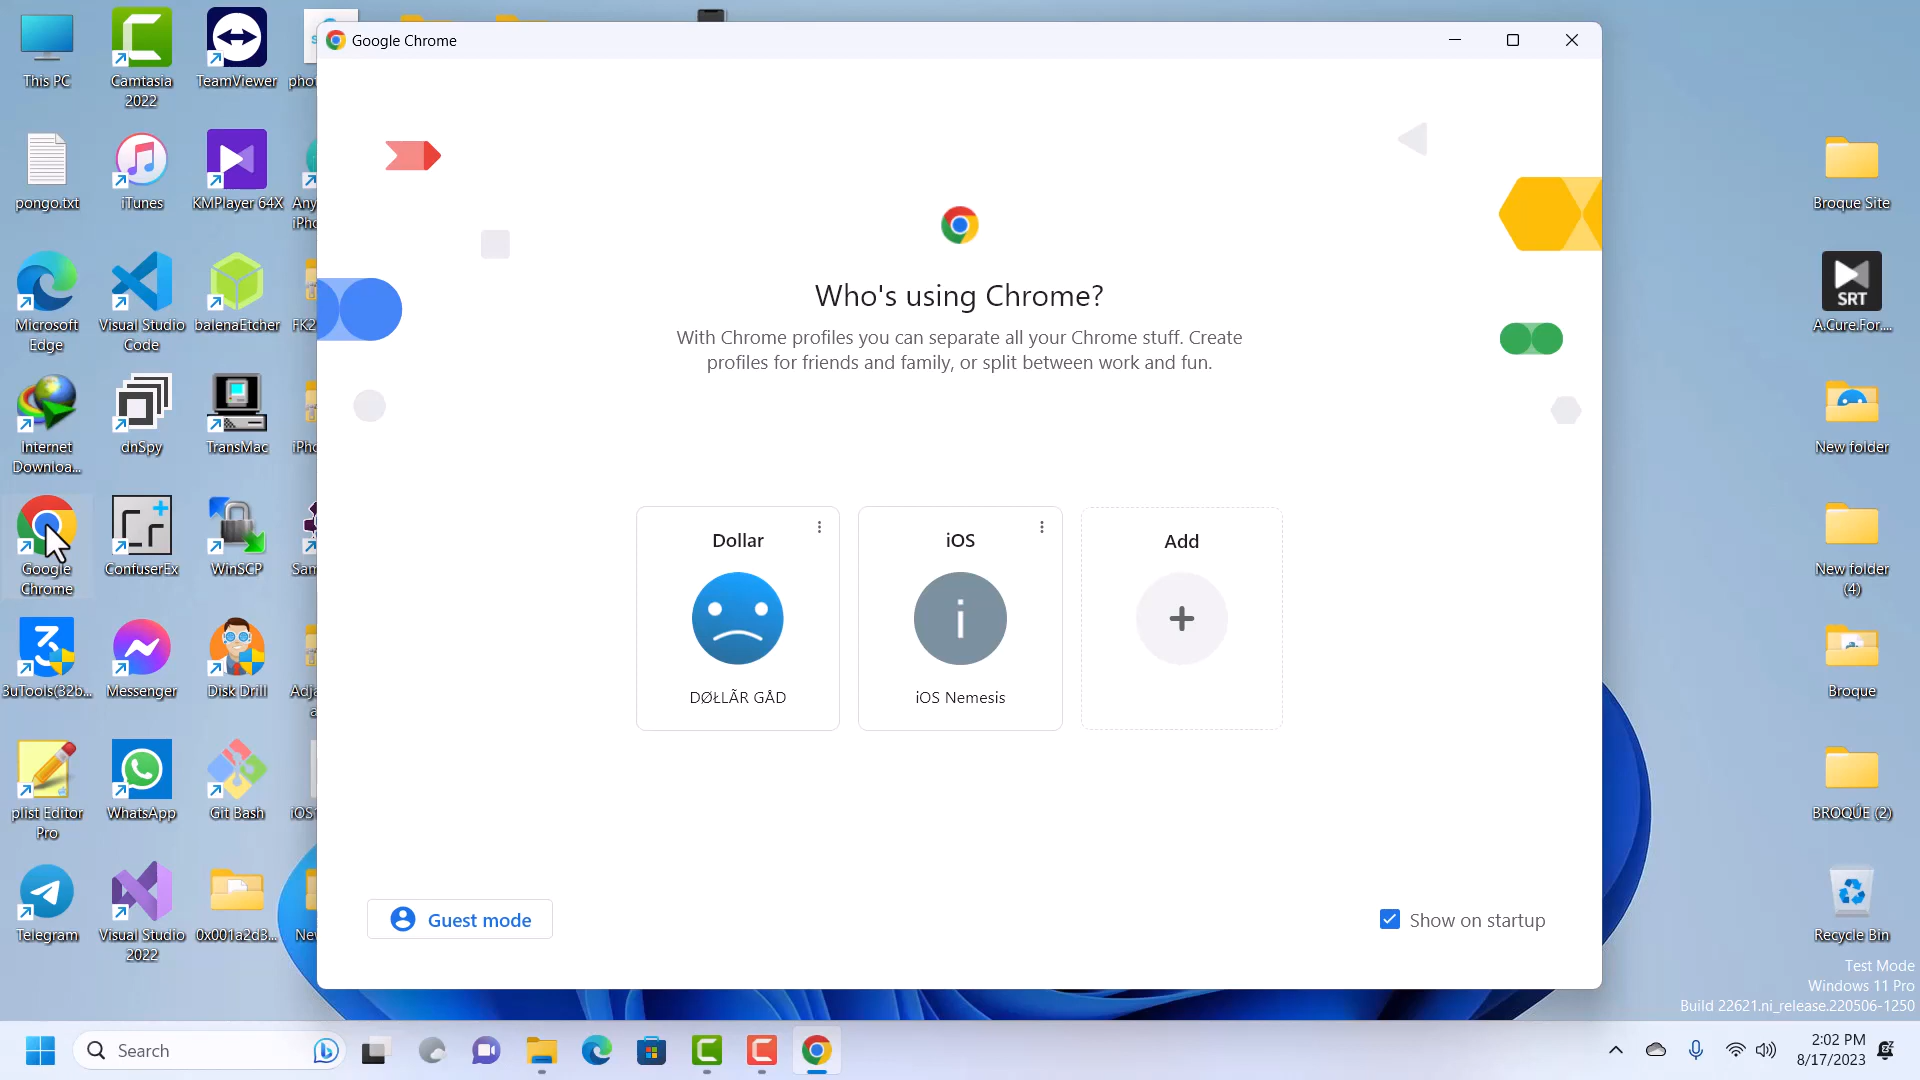 Google Chrome
Who's using Chrome?
With Chrome profiles you can separate all your Chrome stuff. Create
profiles for friends and family, or split between work and fun.
Dollar
DØŁLÃR GÅD
iOS
i
iOS Nemesis
Add
Guest mode
Show on startup
This PC
Camtasia
2022
TeamViewer
pongo.txt
iTunes
KMPlayer 64X
Microsoft
Edge
Visual Studio
Code
balenaEtcher
Internet
Downloa...
dnSpy
TransMac
Google
Chrome
ConfuserEx
WinSCP
3uTools(32b...
Messenger
Disk Drill
plist Editor
Pro
WhatsApp
Git Bash
Telegram
Visual Studio
2022
0x001a2d3...
Broque Site
SRT
A.Cure.For....
New folder
New folder
(4)
Broque
BROQUE (2)
Recycle Bin
Test Mode
Windows 11 Pro
Build 22621.ni_release.220506-1250
Search
2:02 PM
8/17/2023